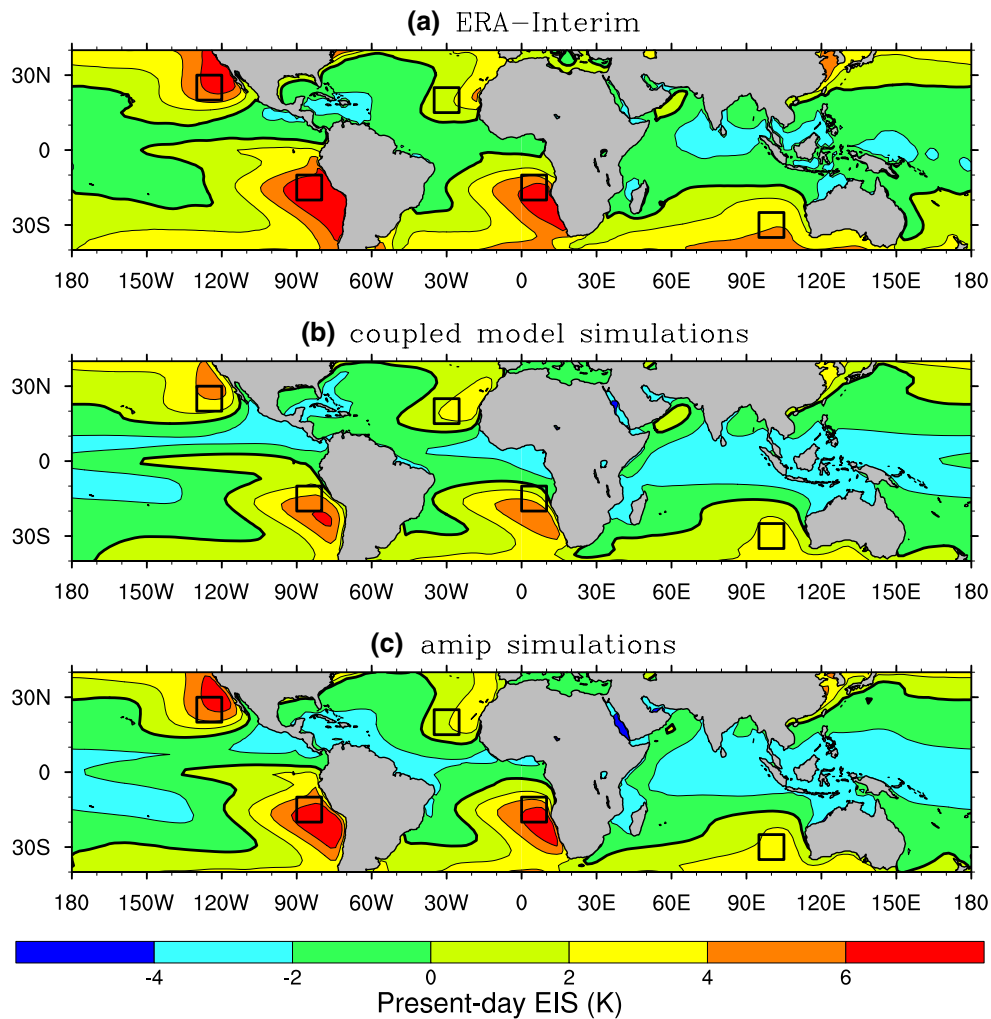 (a) ERA-Interim
30N
0
30S
180 150W 120W 90W 60W 30W 0 30E 60E 90E 120E 150E 180
(b) coupled model simulations
30N
0
30S
180 150W 120W 90W 60W 30W 0 30E 60E 90E 120E 150E 180
(c) amip simulations
30N
0
30S
180 150W 120W 90W 60W 30W 0 30E 60E 90E 120E 150E 180
-4 -2 0 2 4 6
Present-day EIS (K)